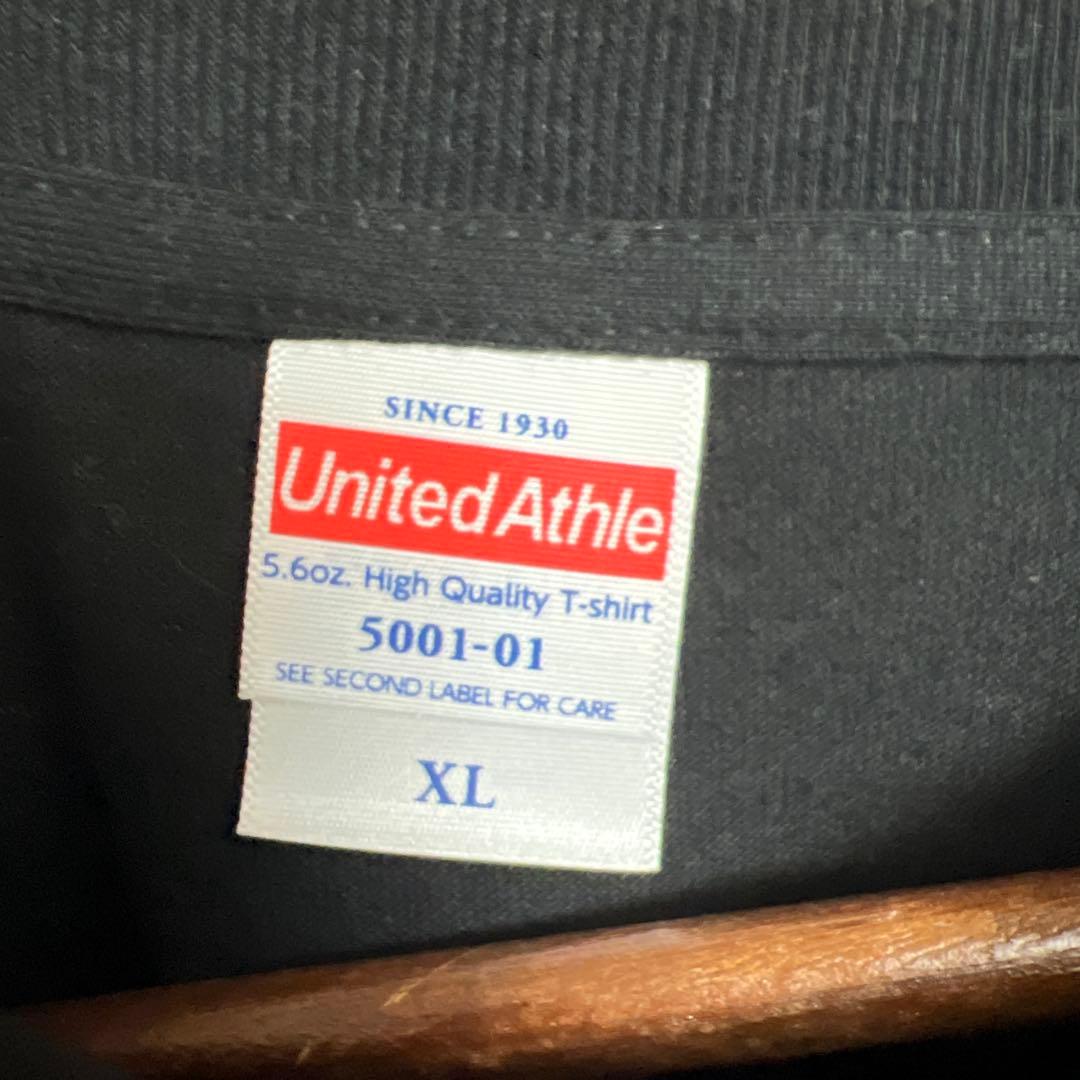 SINCE 1930
United Athle
5.6oz. High Quality T-shirt
5001-01
SEE SECOND LABEL FOR CARE
XL